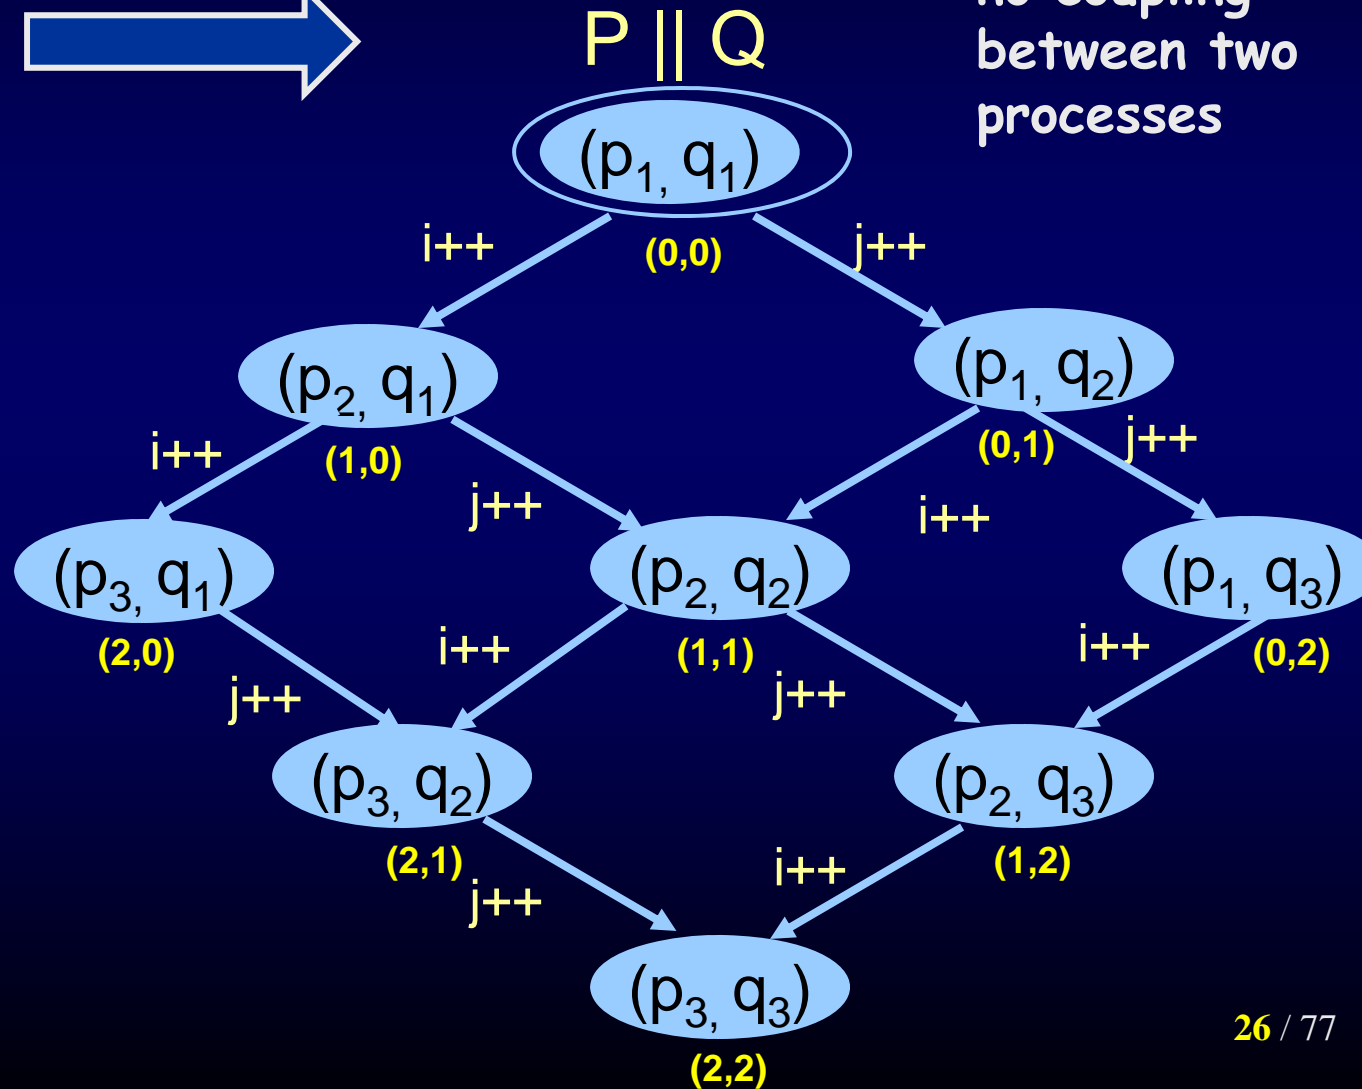 no coupling
between two
processes
P || Q
(p1, q1)
i++
(0,0)
j++
(p2, q1)
(p1, q2)
i++
(1,0)
(0,1)
j++
j++
i++
(p3, q1)
(p2, q2)
(p1, q3)
(2,0)
i++
(1,1)
i++
(0,2)
j++
j++
(p3, q2)
(p2, q3)
(2,1)
i++
(1,2)
j++
(p3, q3)
26 / 77
(2,2)